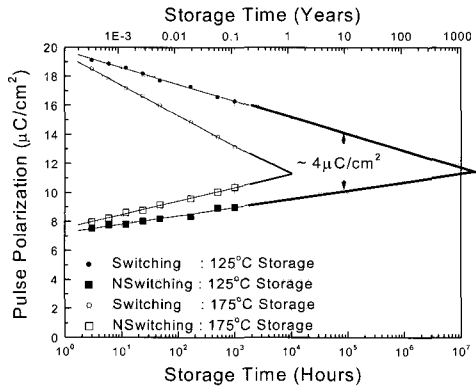 Storage Time (Years)
1E-3 0.01 0.1 1 10 100 1000
Pulse Polarization (μC/cm²)
20
18
16
14
12
10
8
6
4
2
0
~ 4μC/cm²
Switching : 125°C Storage
NSwitching : 125°C Storage
Switching : 175°C Storage
NSwitching : 175°C Storage
10⁰ 10¹ 10² 10³ 10⁴ 10⁵ 10⁶ 10⁷
Storage Time (Hours)